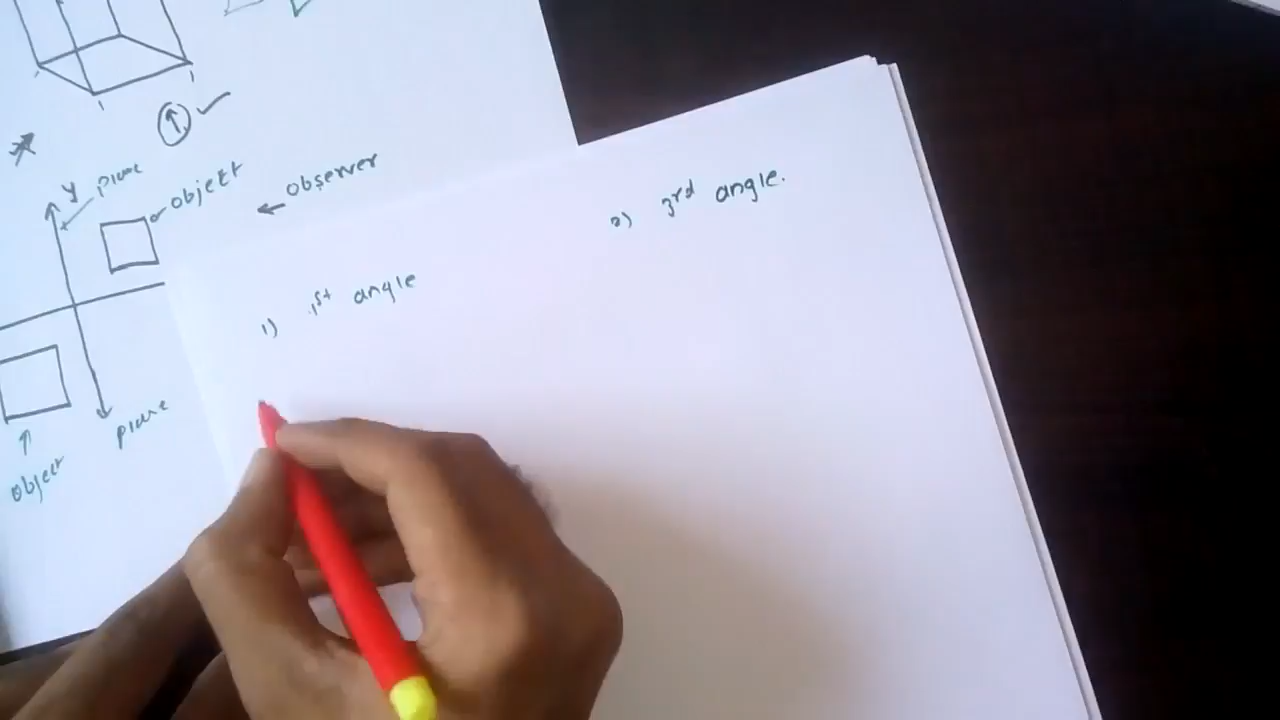 y plane
object
← observer
plane
object
1) 1st angle
2) 3rd angle.